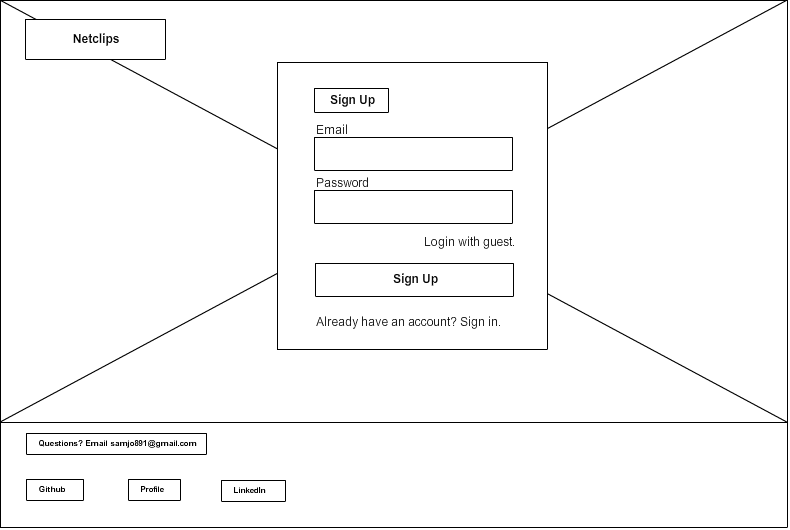 Netclips
Sign Up
Email
Password
Login with guest.
Sign Up
Already have an account? Sign in.
Questions? Email samjo891@gmail.com
Github
Profile
LinkedIn